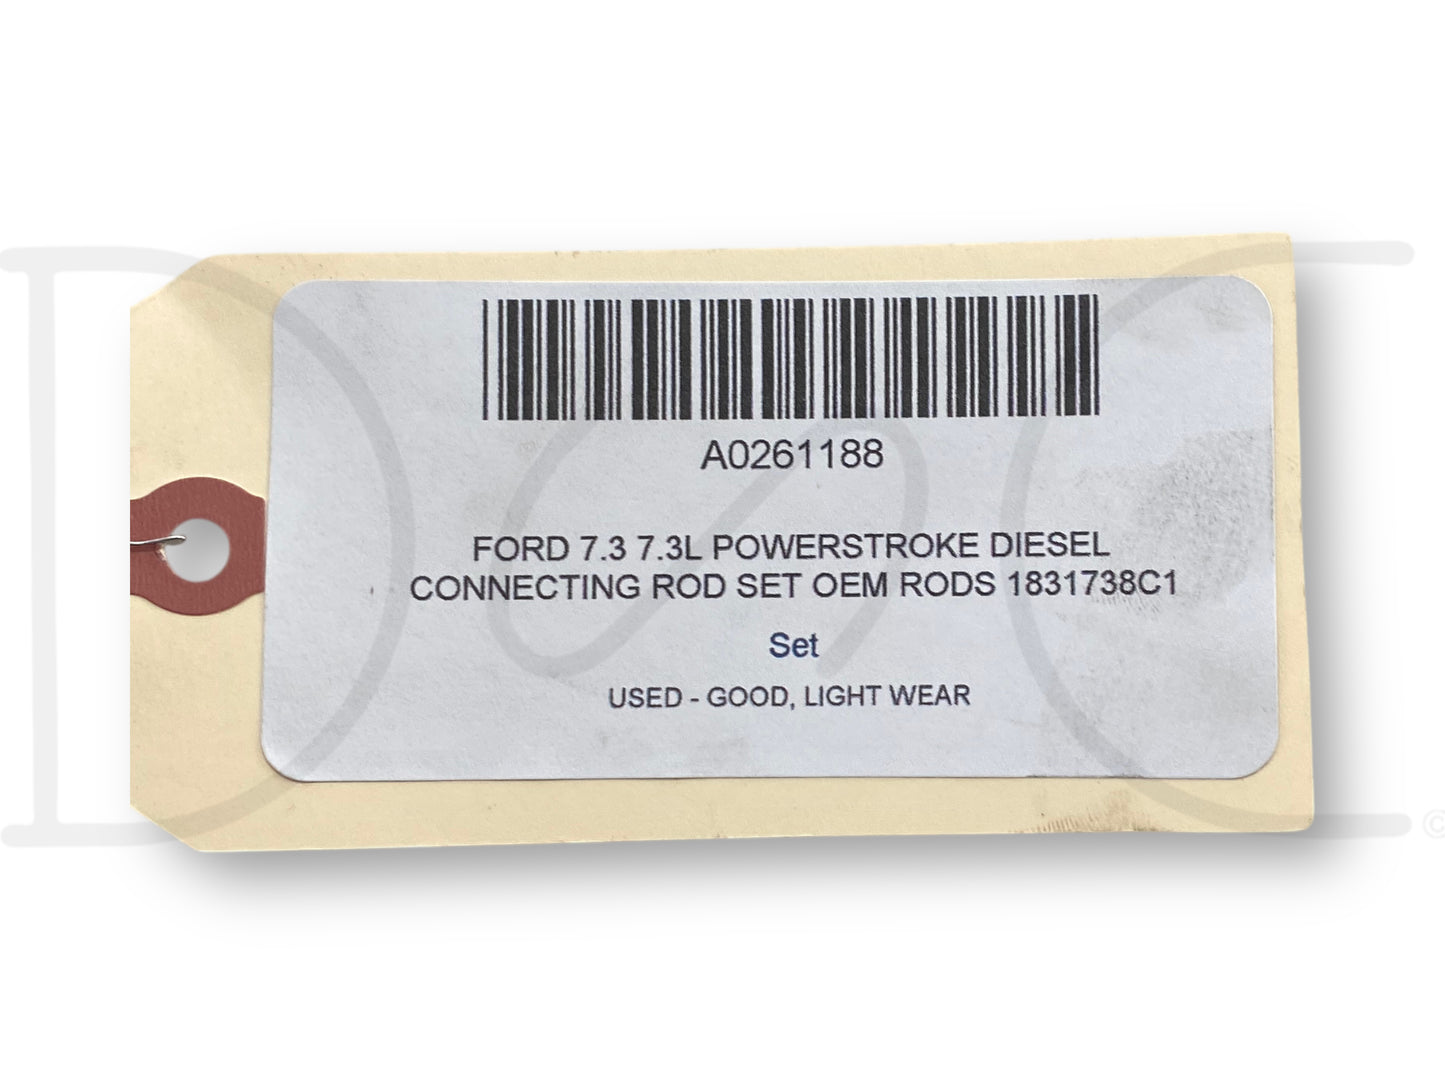 A0261188
FORD 7.3 7.3L POWERSTROKE DIESEL
CONNECTING ROD SET OEM RODS 1831738C1
Set
USED - GOOD, LIGHT WEAR
©